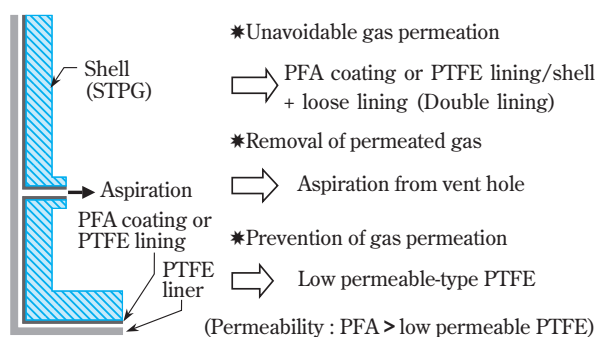 Shell
(STPG)
Aspiration
PFA coating or
PTFE lining
PTFE
liner
✷Unavoidable gas permeation
PFA coating or PTFE lining/shell
+ loose lining (Double lining)
✷Removal of permeated gas
Aspiration from vent hole
✷Prevention of gas permeation
Low permeable-type PTFE
(Permeability : PFA > low permeable PTFE)